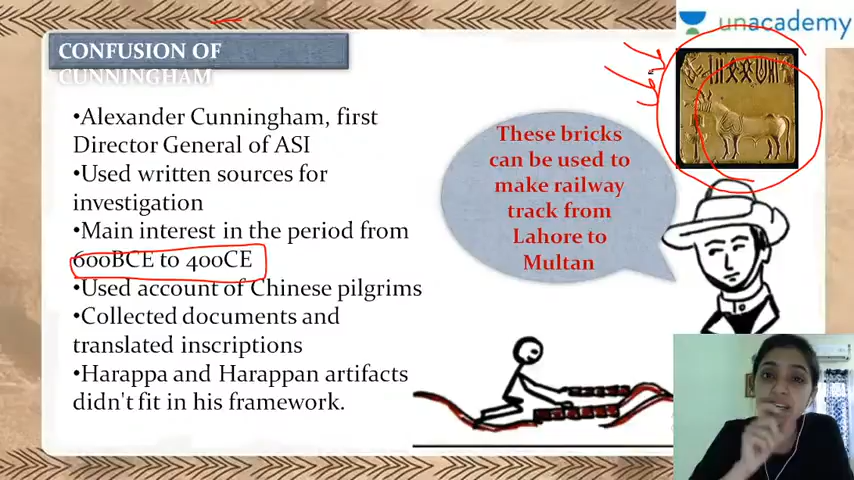 CONFUSION OF
CUNNINGHAM
unacademy
•Alexander Cunningham, first
Director General of ASI
•Used written sources for
investigation
•Main interest in the period from
600BCE to 400CE
•Used account of Chinese pilgrims
•Collected documents and
translated inscriptions
•Harappa and Harappan artifacts
didn't fit in his framework.
These bricks
can be used to
make railway
track from
Lahore to
Multan